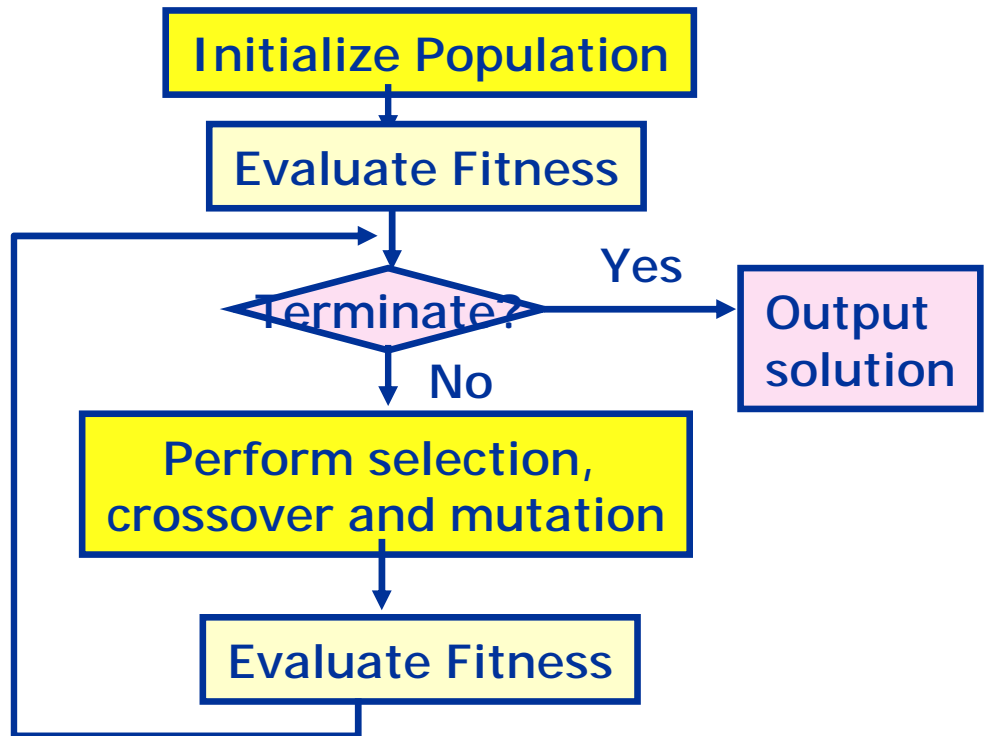 Initialize Population
Evaluate Fitness
Terminate?
Yes
Output
solution
No
Perform selection,
crossover and mutation
Evaluate Fitness